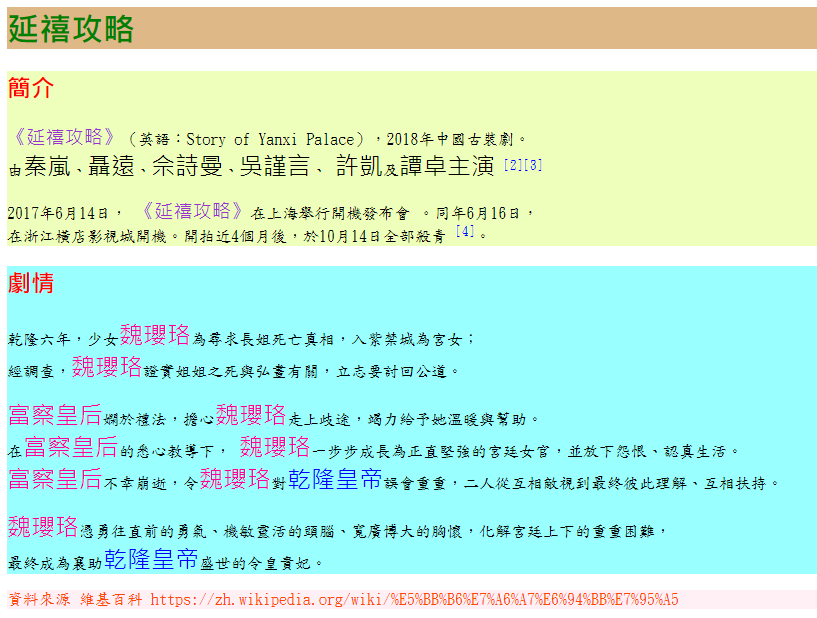 延禧攻略
簡介
《延禧攻略》（英語：Story of Yanxi Palace），2018年中國古裝劇。
由秦嵐、聶遠、佘詩曼、吳謹言、 許凱及譚卓主演 [2][3]
2017年6月14日， 《延禧攻略》在上海舉行開機發布會 。同年6月16日，
在浙江橫店影視城開機。開拍近4個月後，於10月14日全部殺青 [4]。
劇情
乾隆六年，少女魏瓔珞為尋求長姐死亡真相，入紫禁城為宮女；
經調查，魏瓔珞證實姐姐之死與弘晝有關，立志要討回公道。
富察皇后嫻於禮法，擔心魏瓔珞走上歧途，竭力給予她溫暖與幫助。
在富察皇后的悉心教導下， 魏瓔珞一步步成長為正直堅強的宮廷女官，並放下怨恨、認真生活。
富察皇后不幸崩逝，令魏瓔珞對乾隆皇帝誤會重重，二人從互相敵視到最終彼此理解、互相扶持。
魏瓔珞憑勇往直前的勇氣、機敏靈活的頭腦、寬廣博大的胸懷，化解宮廷上下的重重困難，
最終成為襄助乾隆皇帝盛世的令皇貴妃。
資料來源 維基百科 https://zh.wikipedia.org/wiki/%E5%BB%B6%E7%A6%A7%E6%94%BB%E7%95%A5